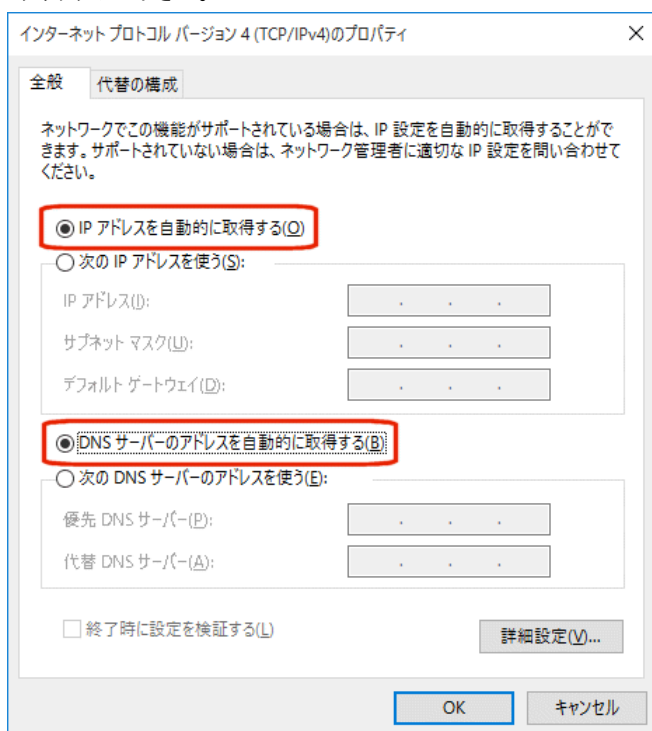 インターネット プロトコル バージョン 4 (TCP/IPv4)のプロパティ
全般
代替の構成
ネットワークでこの機能がサポートされている場合は、IP 設定を自動的に取得することがで
きます。サポートされていない場合は、ネットワーク管理者に適切な IP 設定を問い合わせて
ください。
IP アドレスを自動的に取得する(O)
次の IP アドレスを使う(S):
IP アドレス(I):
サブネット マスク(U):
デフォルト ゲートウェイ(D):
DNS サーバーのアドレスを自動的に取得する(B)
次の DNS サーバーのアドレスを使う(E):
優先 DNS サーバー(P):
代替 DNS サーバー(A):
終了時に設定を検証する(L)
詳細設定(V)...
OK
キャンセル